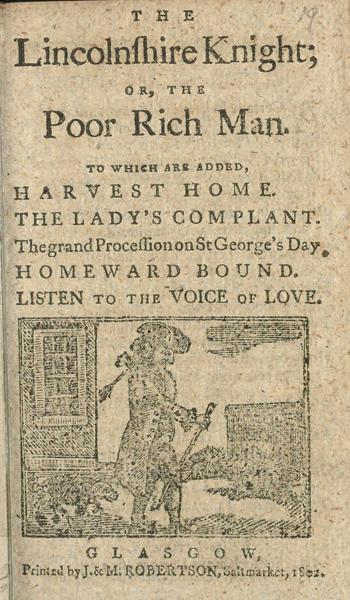 19
THE
Lincolnſhire Knight;
OR, THE
Poor Rich Man.
TO WHICH ARE ADDED,
HARVEST HOME.
THE LADY'S COMPLANT.
The grand Proceſſion on St George's Day.
HOMEWARD BOUND.
LISTEN TO THE VOICE OF LOVE.
GLASGOW,
Printed by J. & M. ROBERTSON, Saltmarket, 1802.